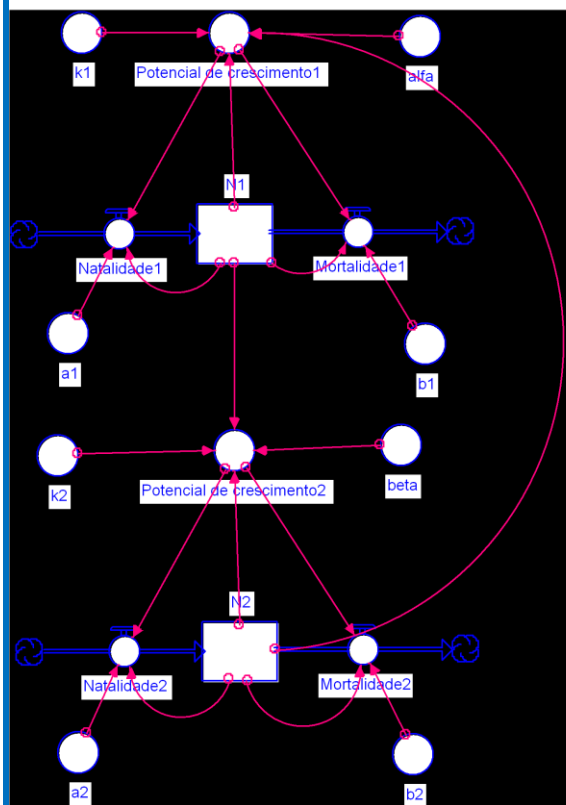 k1
Potencial de crescimento1
alfa
N1
Natalidade1
Mortalidade1
a1
b1
k2
Potencial de crescimento2
beta
N2
Natalidade2
Mortalidade2
a2
b2